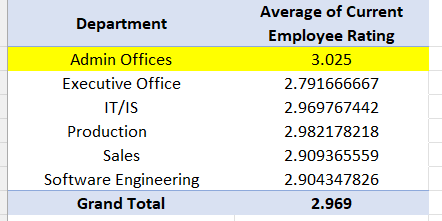 Department Average of Current Employee Rating
Admin Offices 3.025
Executive Office 2.791666667
IT/IS 2.969767442
Production 2.982178218
Sales 2.909365559
Software Engineering 2.904347826
Grand Total 2.969